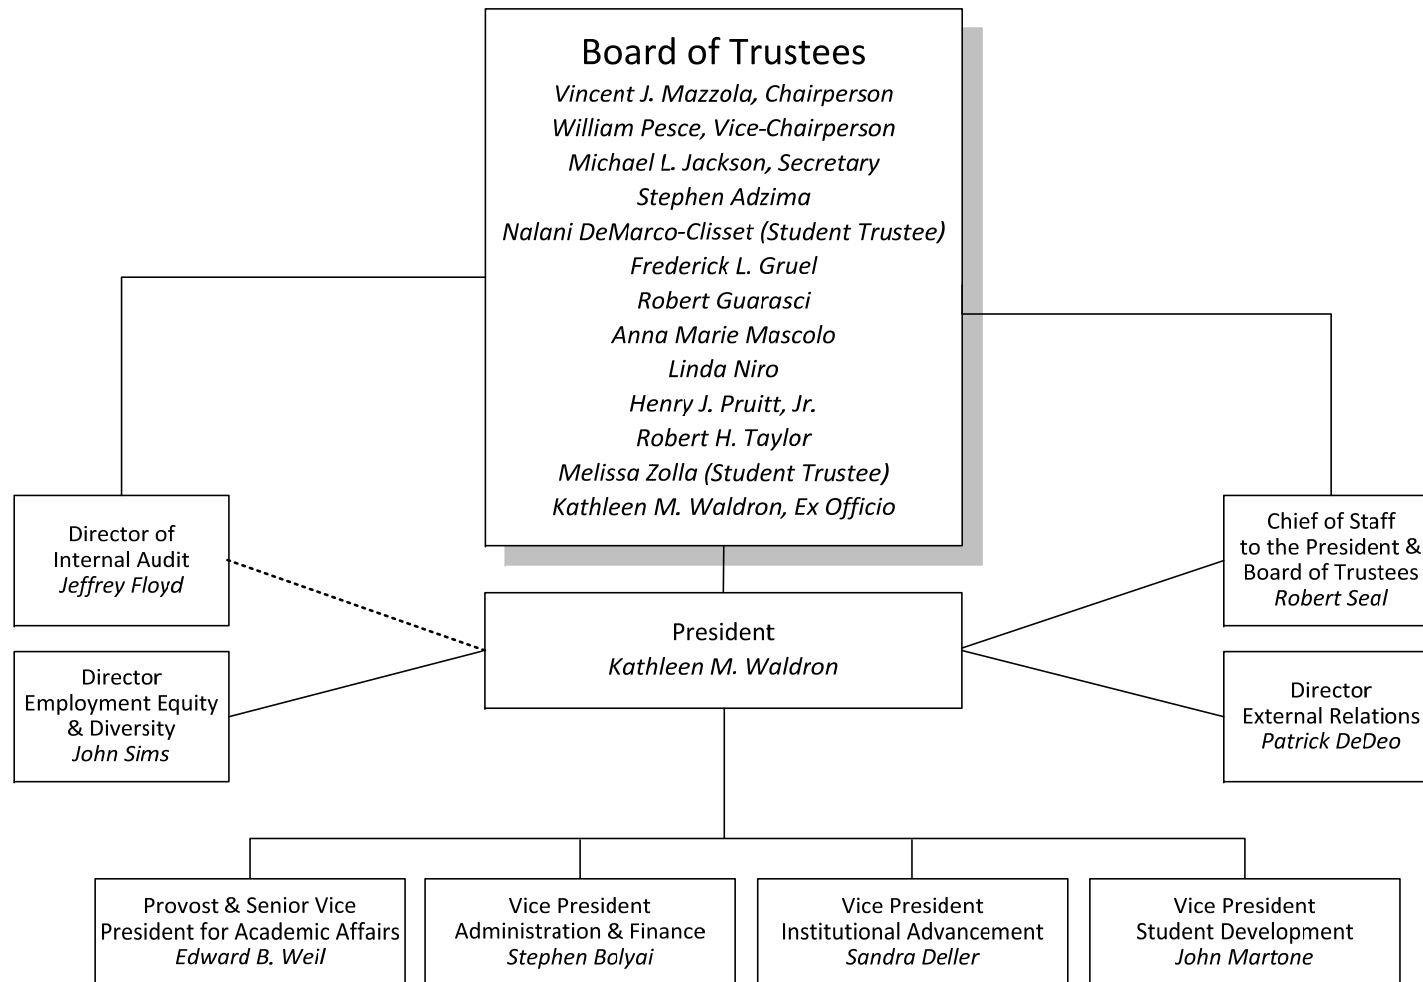 Board of Trustees
Vincent J. Mazzola, Chairperson
William Pesce, Vice-Chairperson
Michael L. Jackson, Secretary
Stephen Adzima
Nalani DeMarco-Clisset (Student Trustee)
Frederick L. Gruel
Robert Guarasci
Anna Marie Mascolo
Linda Niro
Henry J. Pruitt, Jr.
Robert H. Taylor
Melissa Zolla (Student Trustee)
Kathleen M. Waldron, Ex Officio
Director of
Internal Audit
Jeffrey Floyd
Chief of Staff
to the President &
Board of Trustees
Robert Seal
President
Kathleen M. Waldron
Director
Employment Equity
& Diversity
John Sims
Director
External Relations
Patrick DeDeo
Provost & Senior Vice
President for Academic Affairs
Edward B. Weil
Vice President
Administration & Finance
Stephen Bolyai
Vice President
Institutional Advancement
Sandra Deller
Vice President
Student Development
John Martone